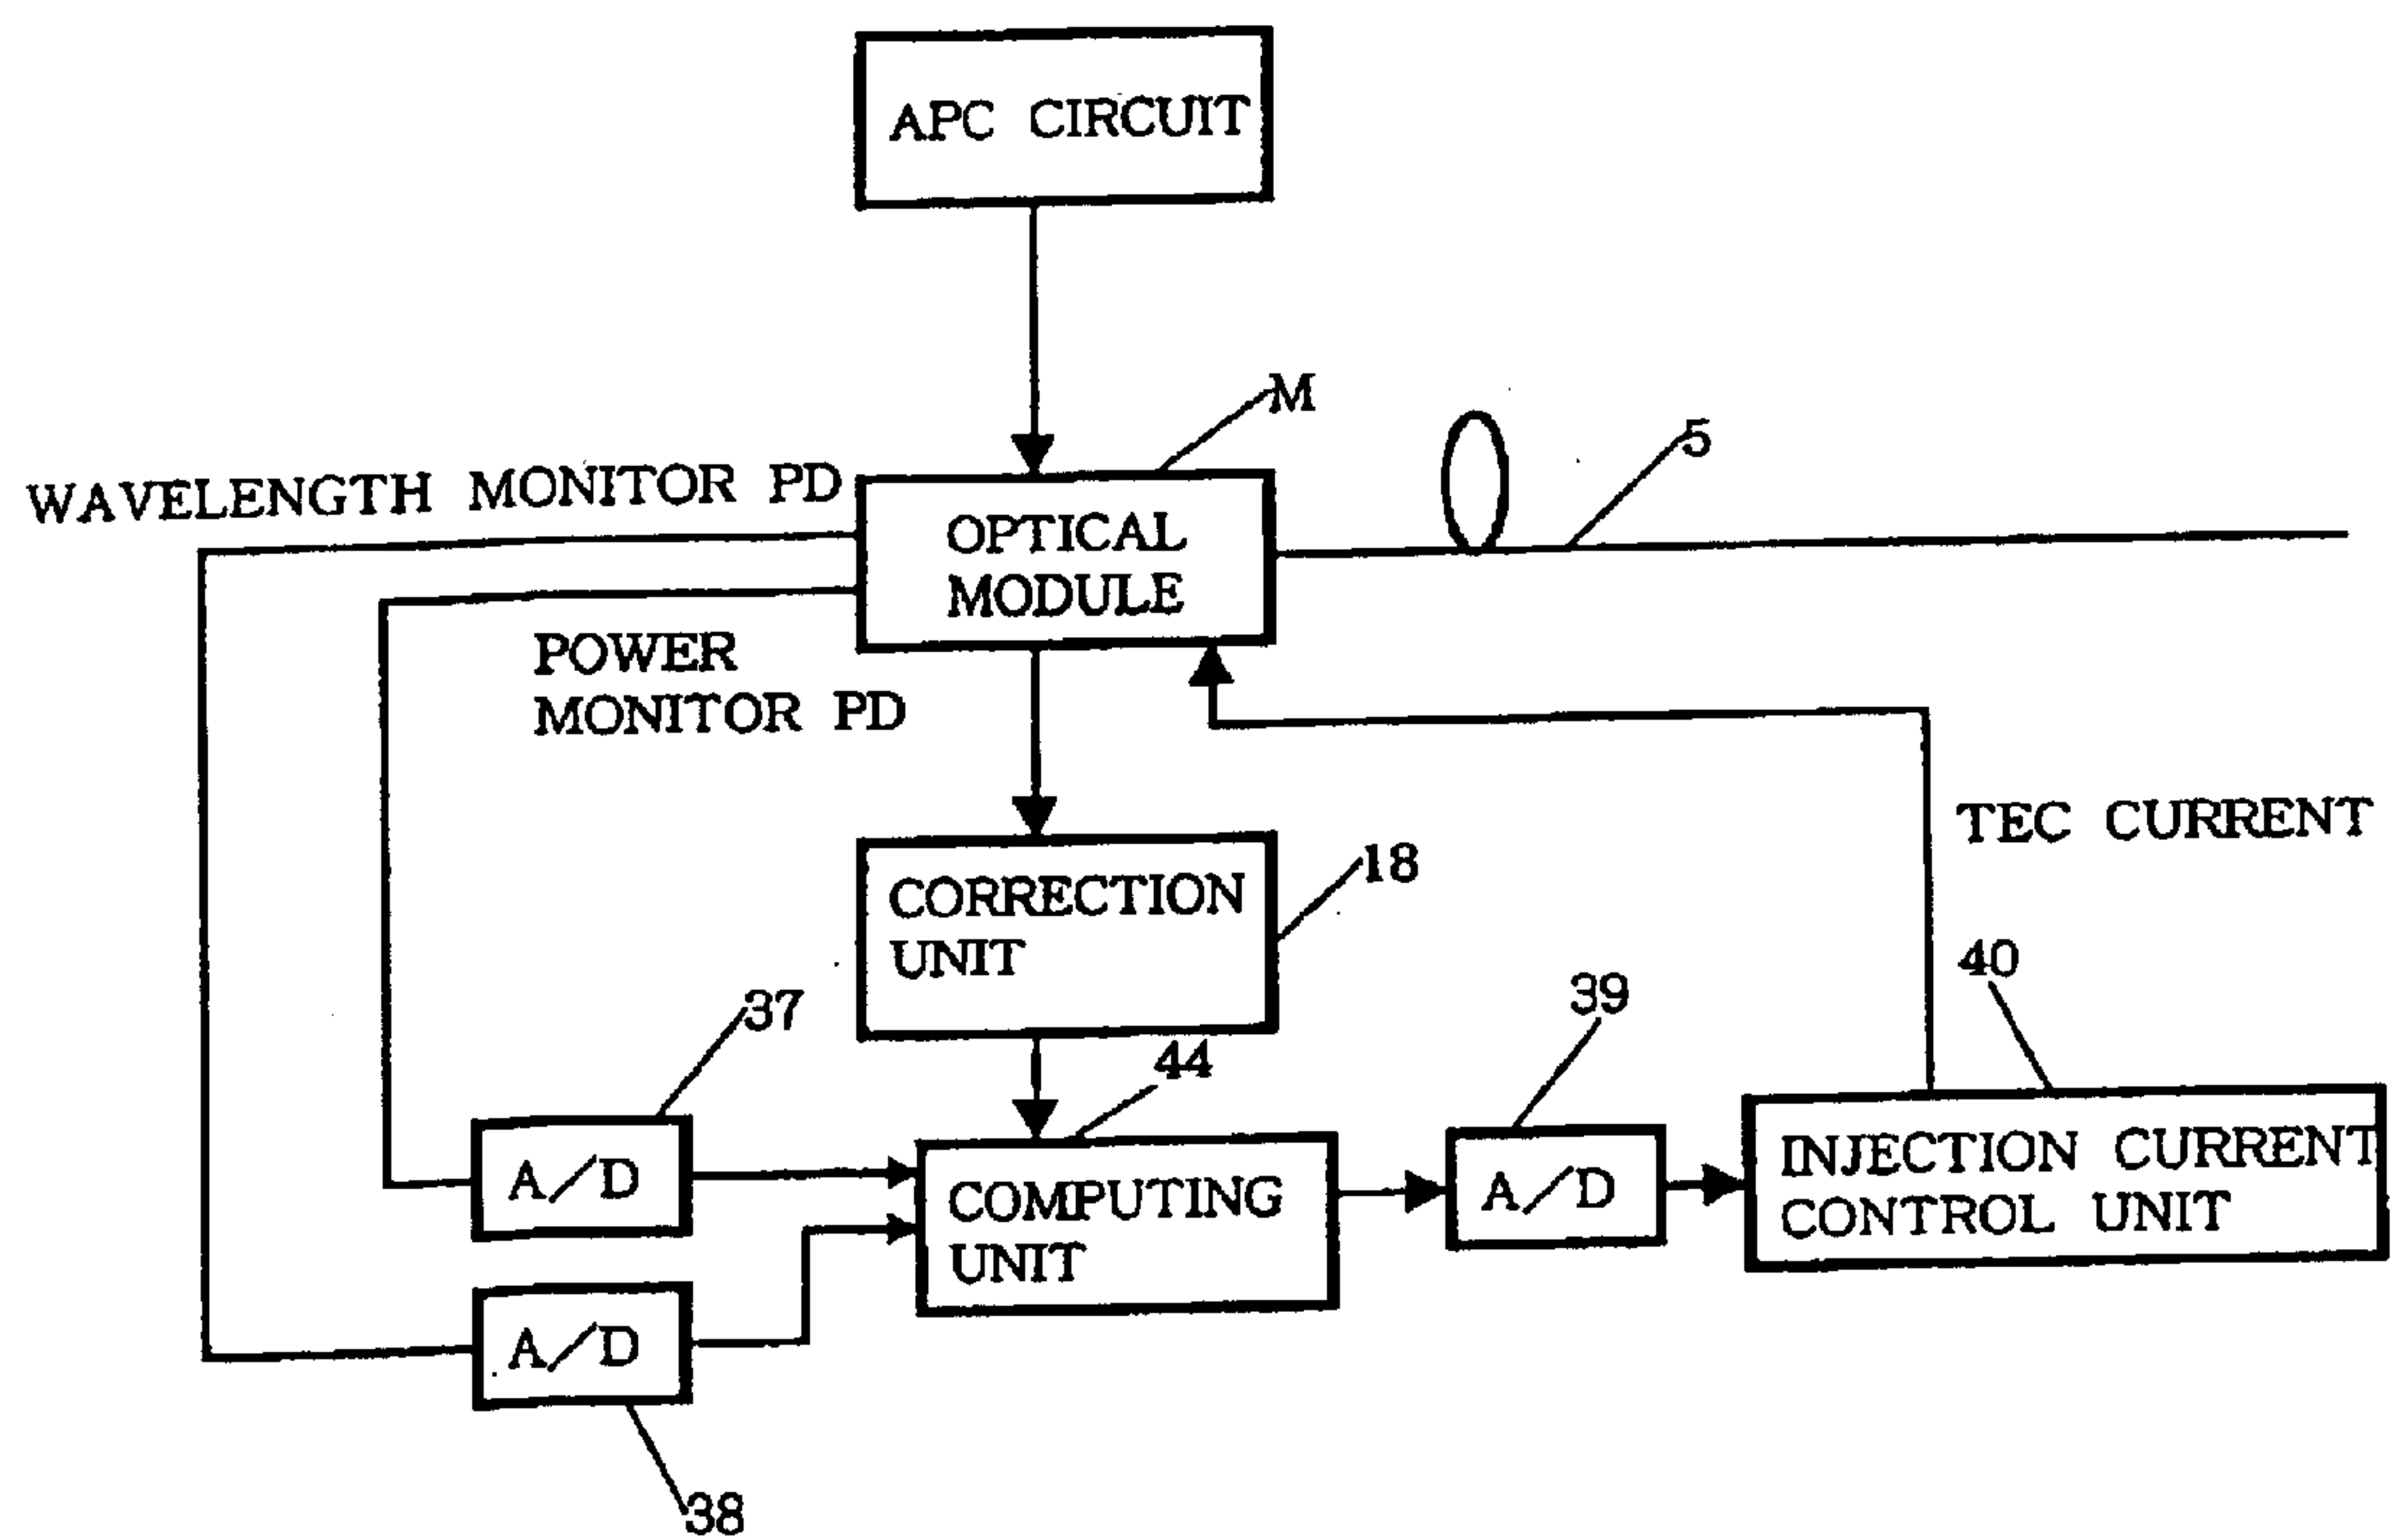 APC CIRCUIT
M
5
WAVELENGTH MONITOR PD
OPTICAL
MODULE
POWER
MONITOR PD
TEC CURRENT
18
CORRECTION
UNIT
40
39
37
44
A/D
COMPUTING
UNIT
A/D
INJECTION CURRENT
CONTROL UNIT
A/D
38